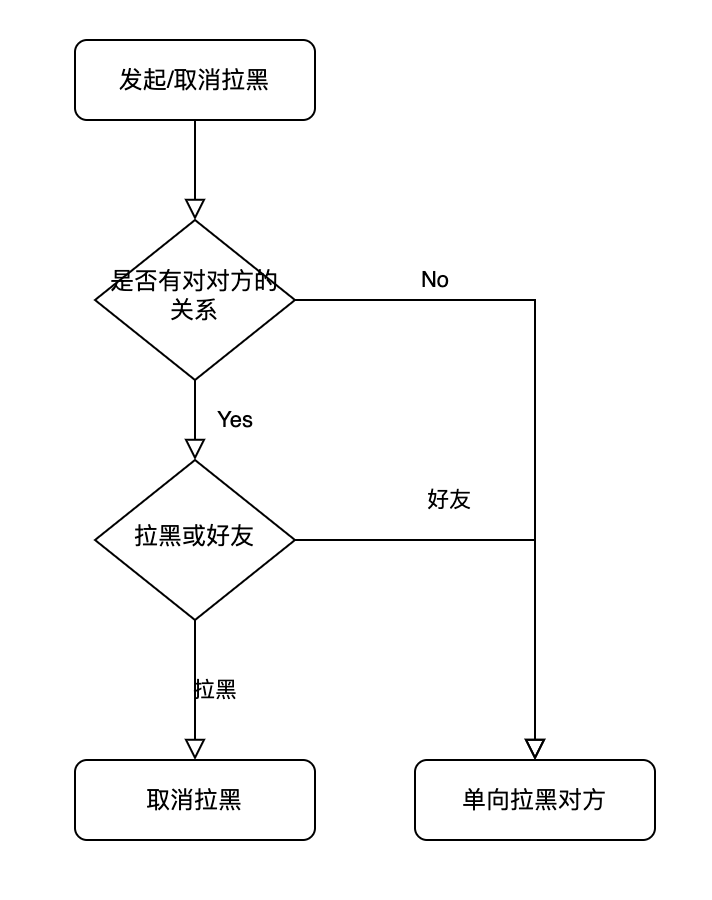 发起/取消拉黑
是否有对对方的
关系
No
Yes
好友
拉黑或好友
拉黑
取消拉黑
单向拉黑对方